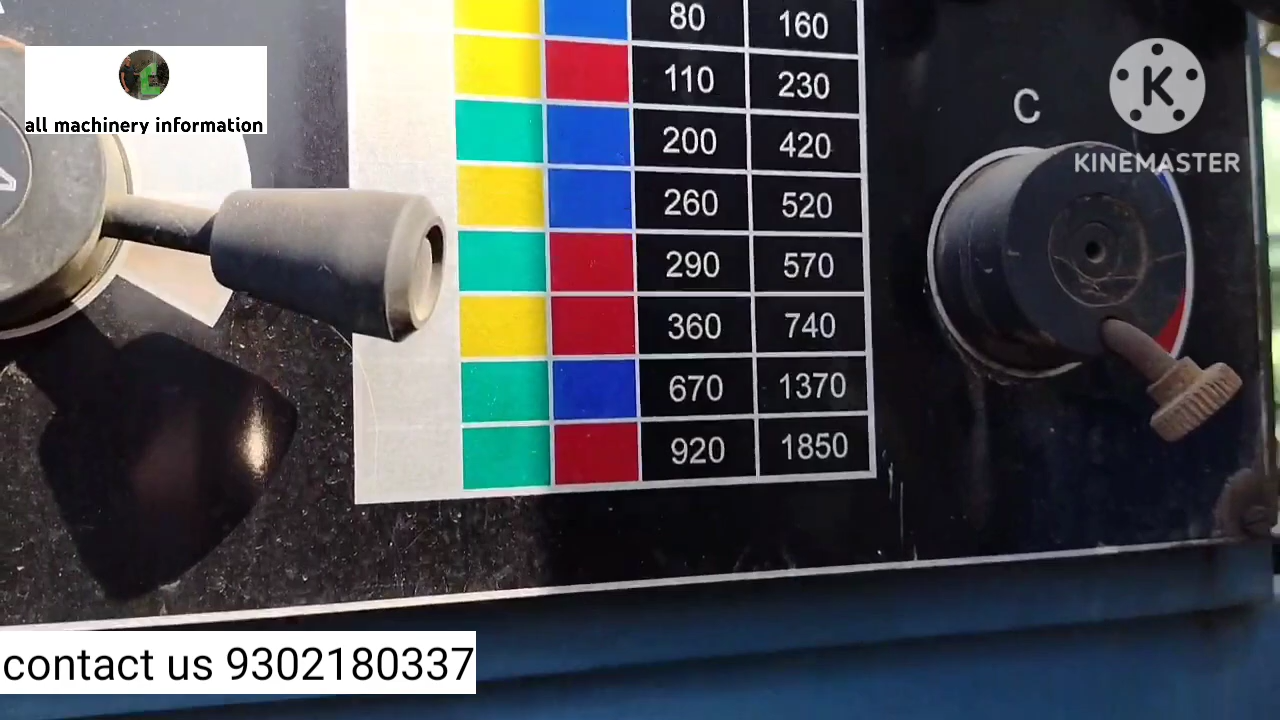 80 160
110 230
200 420
260 520
290 570
360 740
670 1370
920 1850
C
K
KINEMASTER
all machinery information
contact us 9302180337